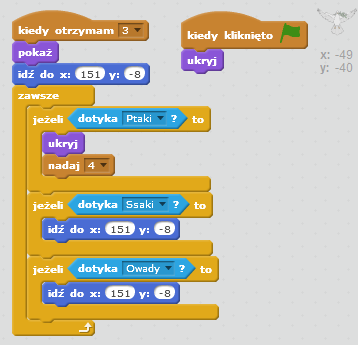 kiedy otrzymam 3
pokaż
idź do x: 151 y: -8
zawsze
jeżeli dotyka Ptaki ? to
ukryj
nadaj 4
jeżeli dotyka Ssaki ? to
idź do x: 151 y: -8
jeżeli dotyka Owady ? to
idź do x: 151 y: -8
kiedy kliknięto
ukryj
x: -49
y: -40